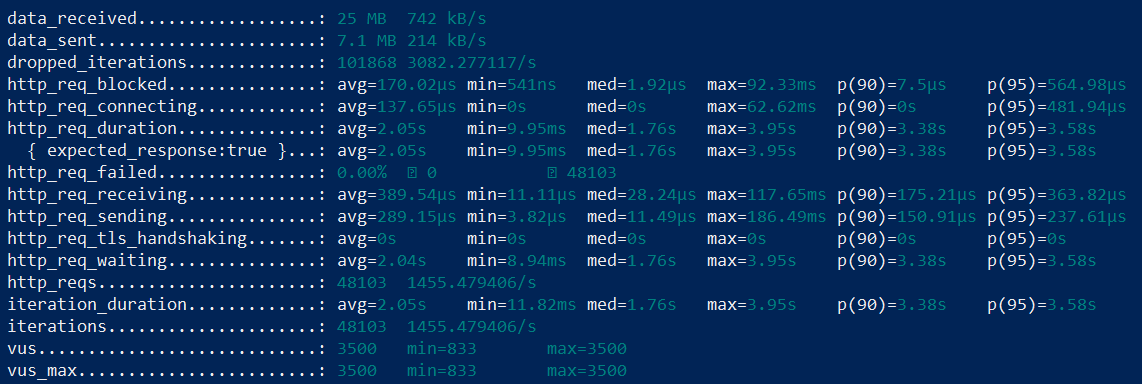 data_received..................: 25 MB  742 kB/s
data_sent......................: 7.1 MB 214 kB/s
dropped_iterations.............: 101868 3082.277117/s
http_req_blocked...............: avg=170.02µs min=541ns   med=1.92µs  max=92.33ms  p(90)=7.5µs    p(95)=564.98µs
http_req_connecting............: avg=137.65µs min=0s      med=0s      max=62.62ms  p(90)=0s       p(95)=481.94µs
http_req_duration..............: avg=2.05s    min=9.95ms  med=1.76s   max=3.95s    p(90)=3.38s    p(95)=3.58s
  { expected_response:true }...: avg=2.05s    min=9.95ms  med=1.76s   max=3.95s    p(90)=3.38s    p(95)=3.58s
http_req_failed................: 0.00%  0             48103
http_req_receiving.............: avg=389.54µs min=11.11µs med=28.24µs max=117.65ms p(90)=175.21µs p(95)=363.82µs
http_req_sending...............: avg=289.15µs min=3.82µs  med=11.49µs max=186.49ms p(90)=150.91µs p(95)=237.61µs
http_req_tls_handshaking.......: avg=0s       min=0s      med=0s      max=0s       p(90)=0s       p(95)=0s
http_req_waiting...............: avg=2.04s    min=8.94ms  med=1.76s   max=3.95s    p(90)=3.38s    p(95)=3.58s
http_reqs......................: 48103  1455.479406/s
iteration_duration.............: avg=2.05s    min=11.82ms med=1.76s   max=3.95s    p(90)=3.38s    p(95)=3.58s
iterations.....................: 48103  1455.479406/s
vus............................: 3500   min=833       max=3500
vus_max........................: 3500   min=833       max=3500